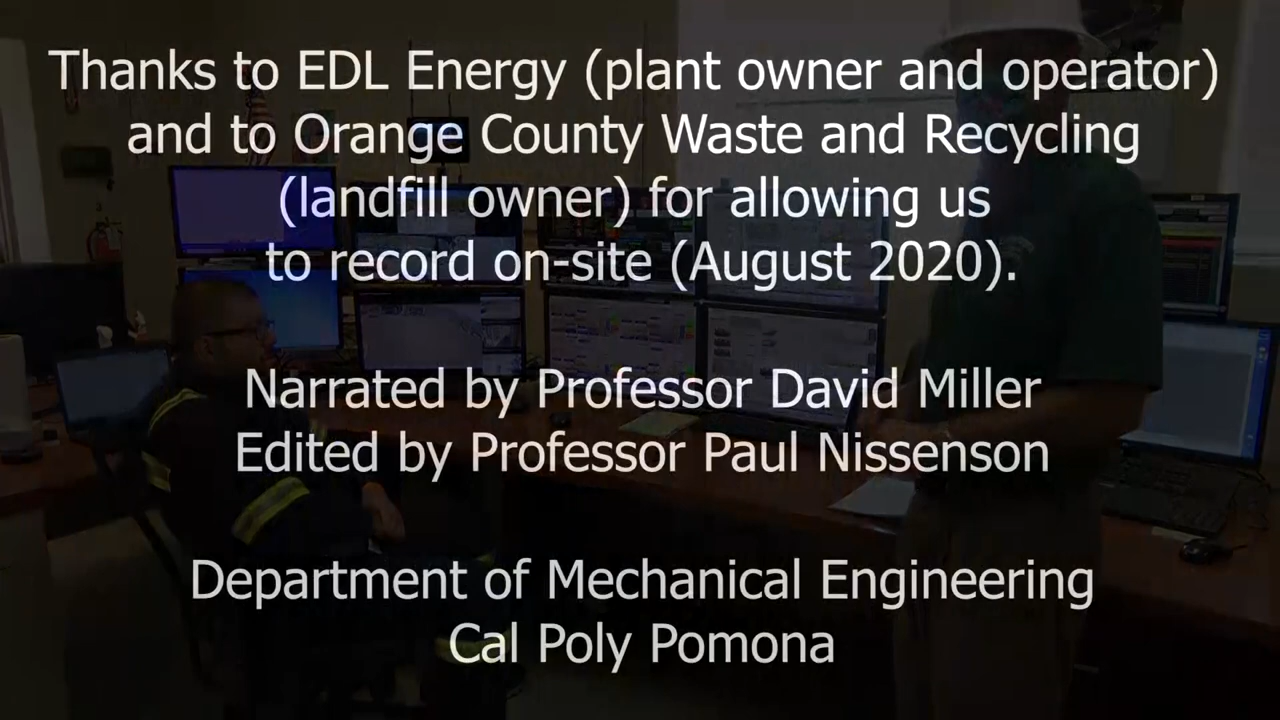 Thanks to EDL Energy (plant owner and operator)
and to Orange County Waste and Recycling
(landfill owner) for allowing us
to record on-site (August 2020).
Narrated by Professor David Miller
Edited by Professor Paul Nissenson
Department of Mechanical Engineering
Cal Poly Pomona